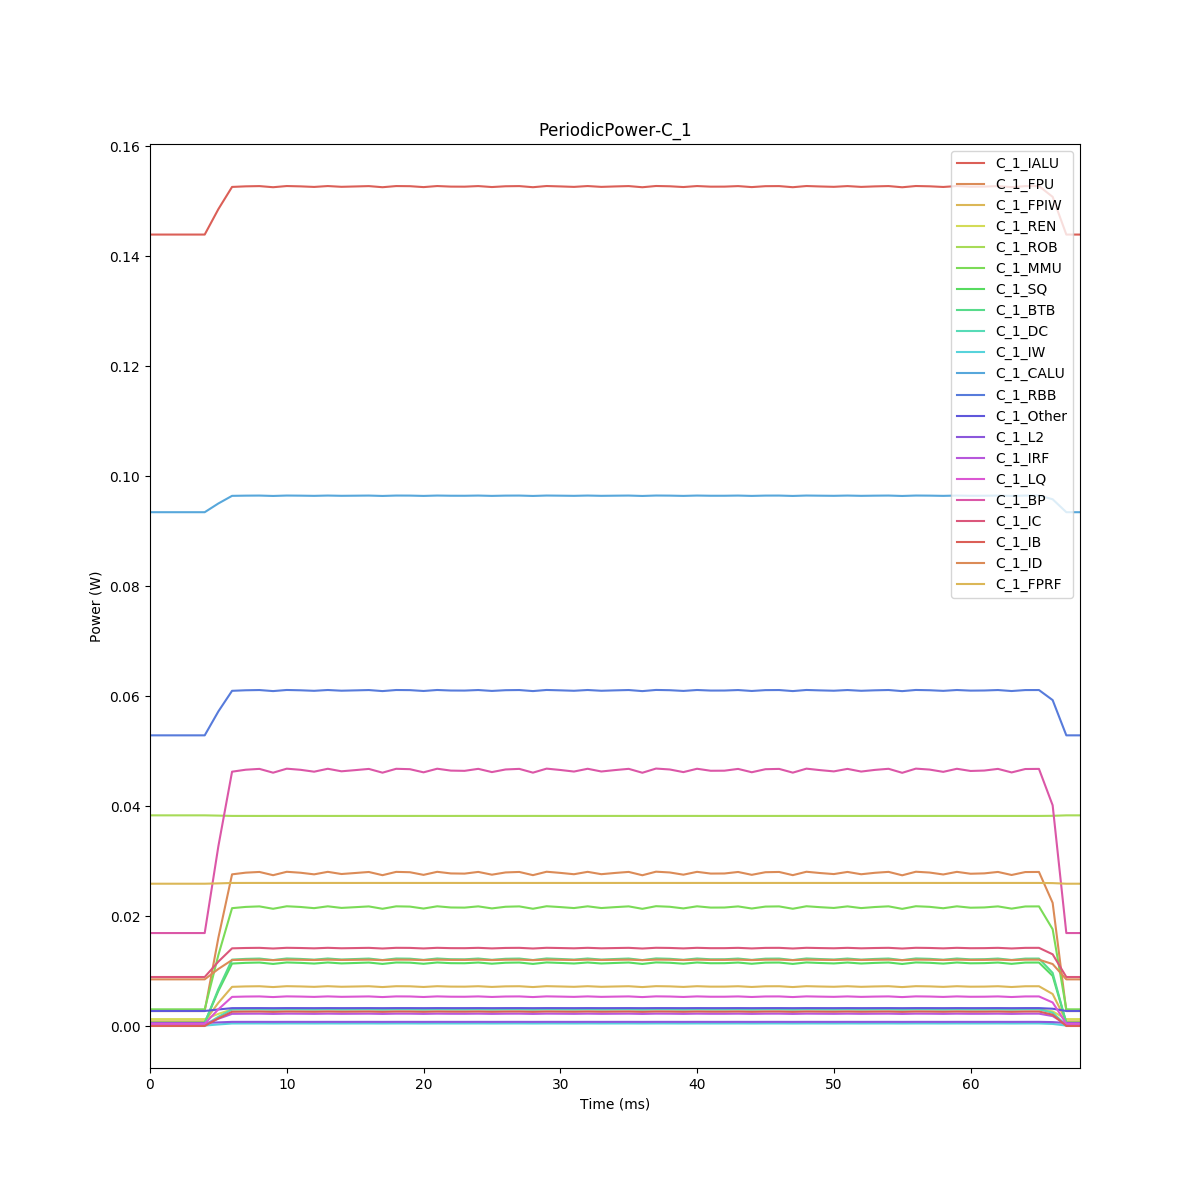 PeriodicPower-C_1
0.16
0.14
0.12
0.10
0.08
0.06
0.04
0.02
0.00
Power (W)
C_1_IALU
C_1_FPU
C_1_FPIW
C_1_REN
C_1_ROB
C_1_MMU
C_1_SQ
C_1_BTB
C_1_DC
C_1_IW
C_1_CALU
C_1_RBB
C_1_Other
C_1_L2
C_1_IRF
C_1_LQ
C_1_BP
C_1_IC
C_1_IB
C_1_ID
C_1_FPRF
0 10 20 30 40 50 60
Time (ms)